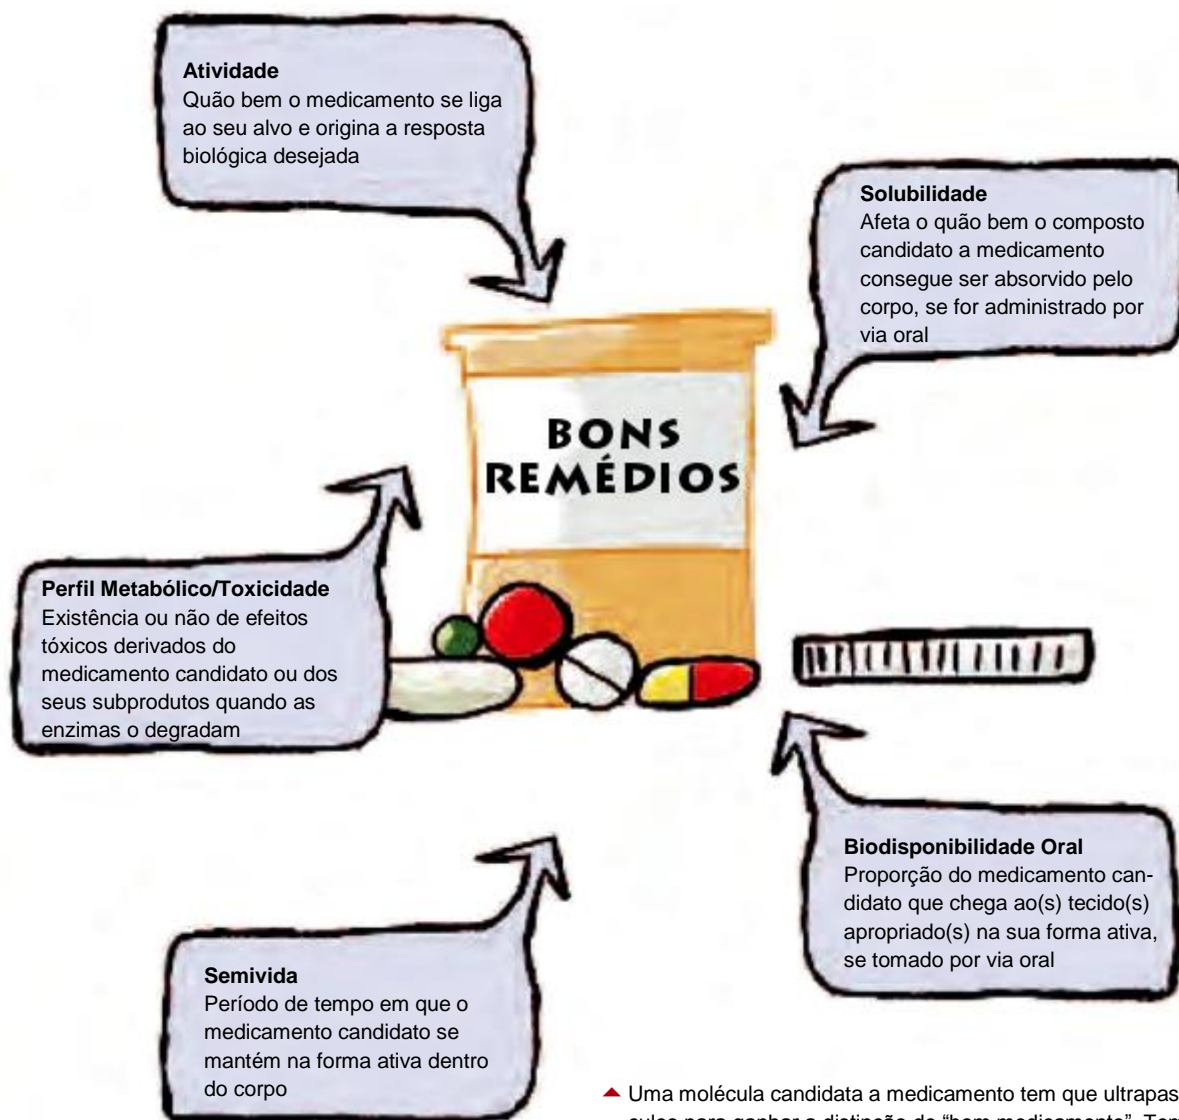 Atividade
Quão bem o medicamento se liga
ao seu alvo e origina a resposta
biológica desejada
Solubilidade
Afeta o quão bem o composto
candidato a medicamento
consegue ser absorvido pelo
corpo, se for administrado por
via oral
BONS
REMÉDIOS
Perfil Metabólico/Toxicidade
Existência ou não de efeitos
tóxicos derivados do
medicamento candidato ou dos
seus subprodutos quando as
enzimas o degradam
Biodisponibilidade Oral
Proporção do medicamento can-
didato que chega ao(s) tecido(s)
apropriado(s) na sua forma ativa,
se tomado por via oral
Semivida
Período de tempo em que o
medicamento candidato se
mantém na forma ativa dentro
do corpo
Uma molécula candidata a medicamento tem que ultrapas